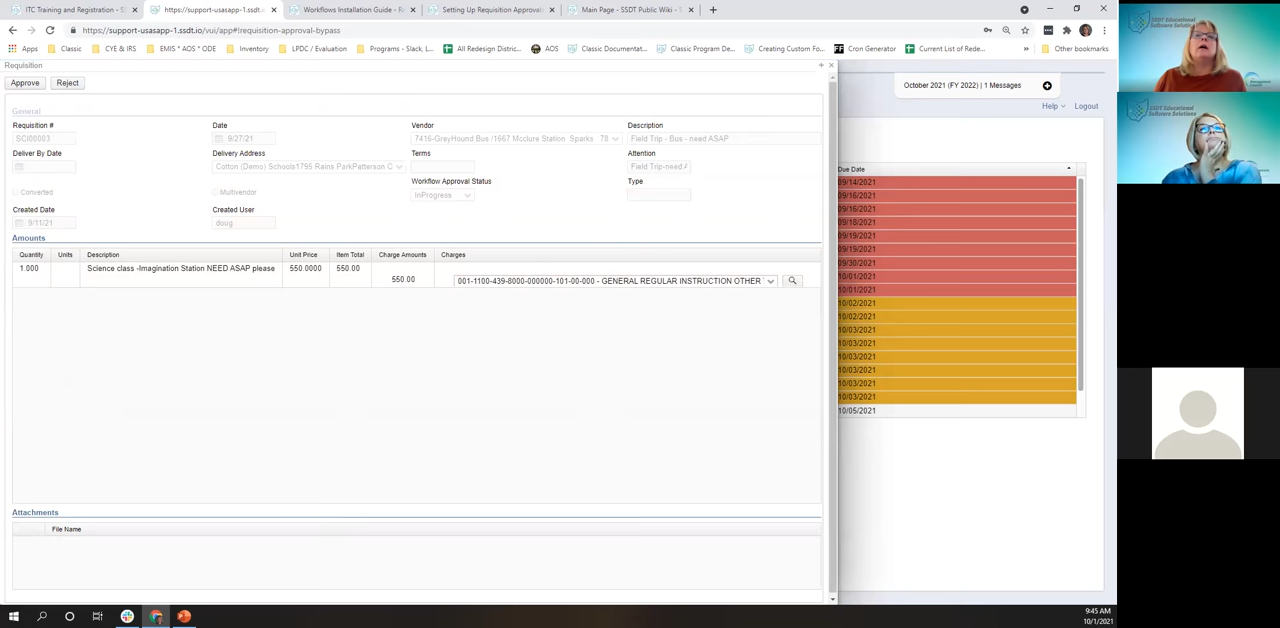 ITC Training and Registration - S
https://support-usasapp-1.ssdt.i
Workflows Installation Guide - R
Setting Up Requisition Approval
Main Page - SSDT Public Wiki - S
https://support-usasapp-1.ssdt.io/vui/app#!requisition-approval-bypass
Apps
Classic
CYE & IRS
EMIS * AOS * ODE
Inventory
LPDC / Evaluation
Programs - Slack, L...
All Redesign Distric...
AOS
Classic Documentat...
Classic Program De...
Creating Custom Fo...
Cron Generator
Current List of Rede...
»
Other bookmarks
Requisition
Approve
Reject
October 2021 (FY 2022) | 1 Messages
Help
Logout
General
Requisition #
Date
Vendor
Description
SCI00003
9/27/21
7416-GreyHound Bus /1667 Mcclure Station Sparks 78
Field Trip - Bus - need ASAP
Deliver By Date
Delivery Address
Terms
Attention
Cotton (Demo) Schools1795 Rains ParkPatterson C
Field Trip-need A
Workflow Approval Status
Type
Converted
Multivendor
InProgress
Created Date
Created User
9/11/21
doug
Amounts
Quantity
Units
Description
Unit Price
Item Total
Charge Amounts
Charges
1.000
Science class -Imagination Station NEED ASAP please
550.0000
550.00
550.00
001-1100-439-8000-000000-101-00-000 - GENERAL REGULAR INSTRUCTION OTHER
Attachments
File Name
Due Date
09/14/2021
09/16/2021
09/16/2021
09/18/2021
09/19/2021
09/19/2021
09/30/2021
10/01/2021
10/01/2021
10/02/2021
10/02/2021
10/03/2021
10/03/2021
10/03/2021
10/03/2021
10/03/2021
10/03/2021
10/05/2021
SSDT Educational
Software Solutions
SSDT Educational
Software Solutions
9:45 AM
10/1/2021